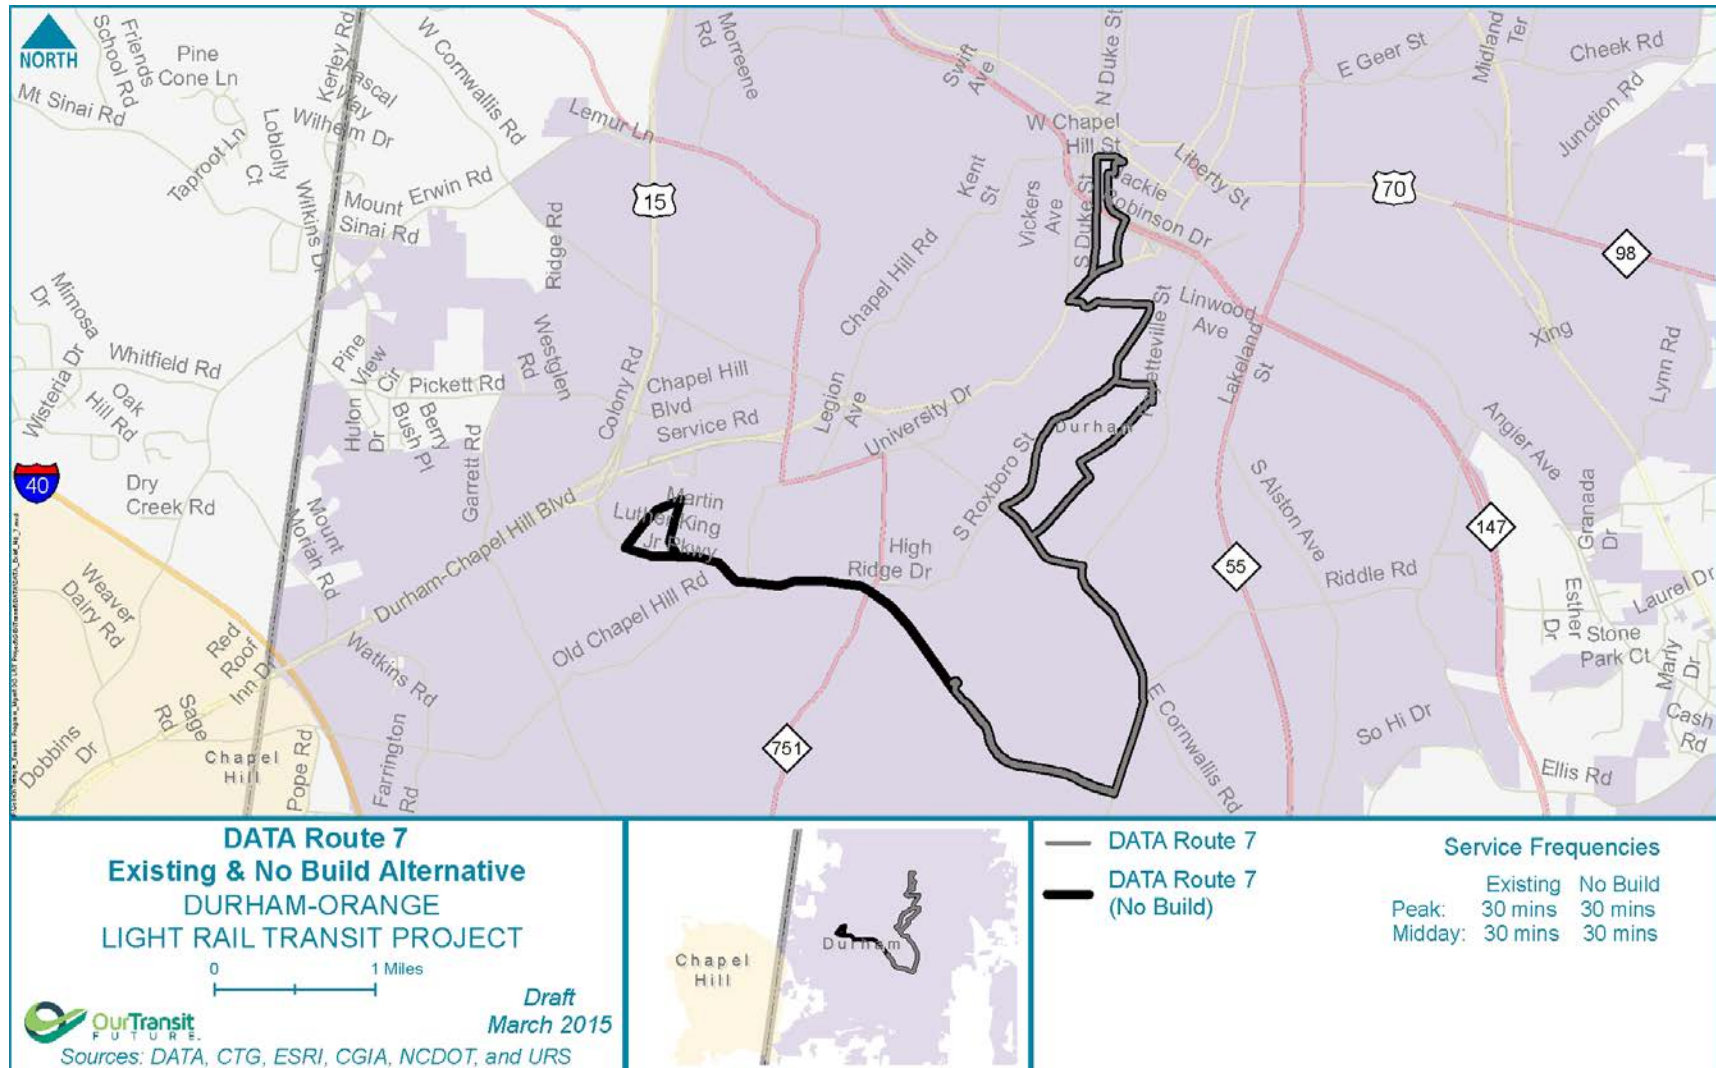 NORTH
Friends
School Rd
Pine
Cone Ln
Mt Sinai Rd
Taproot Ln
Loblolly
Ct
Kerley Rd
Pascal
Way
Wilhelm Dr
W Cornwallis Rd
Wilkins Dr
Mount
Sinai Rd
Erwin Rd
Lemur Ln
Morreene
Rd
15
Swift
Ave
N Duke St
W Chapel
Hill St
E Geer St
Midland
Ter
Cheek Rd
Junction Rd
Liberty St
70
98
Jackie
Robinson Dr
Kent
St
Vickers
Ave
S Duke St
Chapel Hill Rd
Ridge Rd
Mimosa
Dr
Wisteria Dr
Whitfield Rd
Oak
Hill Rd
Pine
View
Cir
Pickett Rd
Westglen
Rd
Hulon
Dr
Berry
Bush Pl
Garrett Rd
Colony Rd
Chapel Hill
Blvd
Service Rd
Legion
Ave
University Dr
Fayetteville St
Linwood
Ave
Lakeland
St
Durham
Xing
Lynn Rd
Angier Ave
40
Dry
Creek Rd
Mount
Moriah Rd
Durham-Chapel Hill Blvd
Martin
Luther King
Jr Pkwy
S Roxboro St
High
Ridge Dr
S Alston Ave
147
55
Riddle Rd
Granada
Dr
Esther
Dr
Laurel Dr
Stone
Park Ct
Marly
Dr
Cash
Rd
Weaver
Dairy Rd
Red
Roof
Inn Dr
Watkins Rd
Old Chapel Hill Rd
Sage
Rd
Dobbins
Dr
Chapel
Hill
Pope Rd
Farrington
Rd
751
E Cornwallis Rd
So Hi Dr
Ellis Rd
DATA Route 7
Existing & No Build Alternative
DURHAM-ORANGE
LIGHT RAIL TRANSIT PROJECT
0 1 Miles
Draft
March 2015
OurTransit
FUTURE
Sources: DATA, CTG, ESRI, CGIA, NCDOT, and URS
Chapel
Hill
Durham
DATA Route 7
DATA Route 7
(No Build)
Service Frequencies
Existing No Build
Peak: 30 mins 30 mins
Midday: 30 mins 30 mins